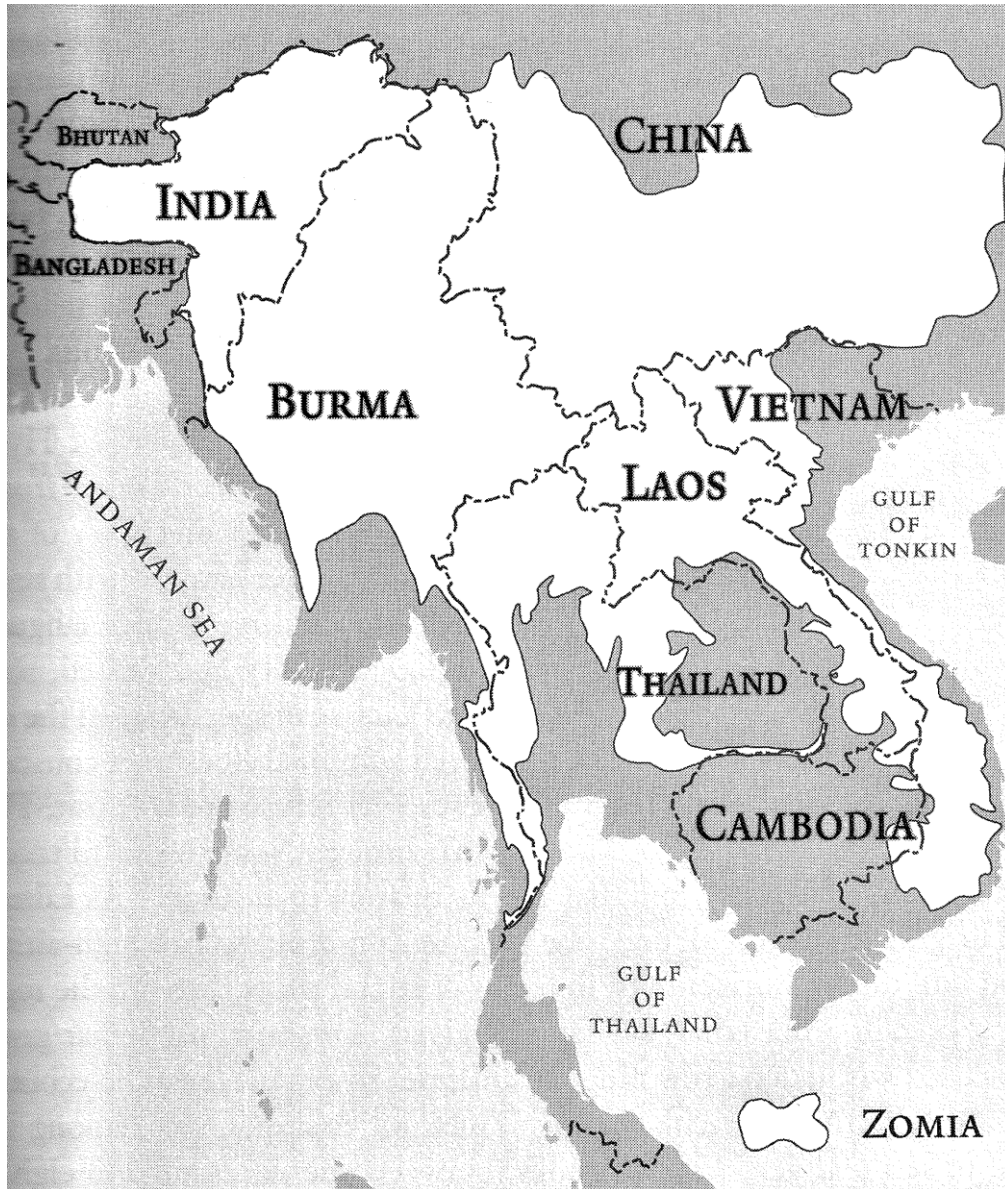 CHINA
BHUTAN
INDIA
BANGLADESH
BURMA
VIETNAM
LAOS
GULF
OF
TONKIN
ANDAMAN SEA
THAILAND
CAMBODIA
GULF
OF
THAILAND
ZOMIA